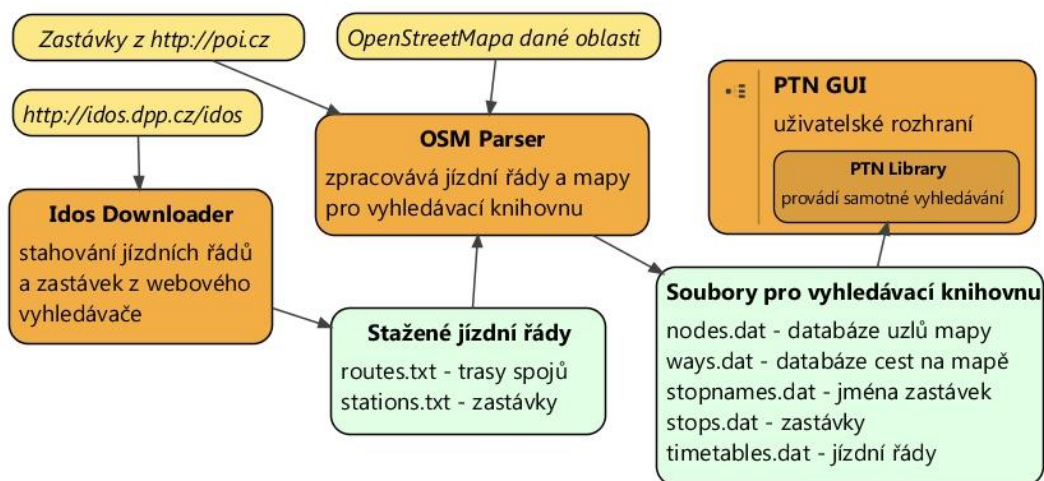 Zastávky z http://poi.cz
OpenStreetMapa dané oblasti
http://idos.dpp.cz/idos
Idos Downloader
stahování jízdních řádů
a zastávek z webového
vyhledávače
OSM Parser
zpracovává jízdní řády a mapy
pro vyhledávací knihovnu
PTN GUI
uživatelské rozhraní
PTN Library
provádí samotné vyhledávání
Stažené jízdní řády
routes.txt - trasy spojů
stations.txt - zastávky
Soubory pro vyhledávací knihovnu
nodes.dat - databáze uzlů mapy
ways.dat - databáze cest na mapě
stopnames.dat - jména zastávek
stops.dat - zastávky
timetables.dat - jízdní řády